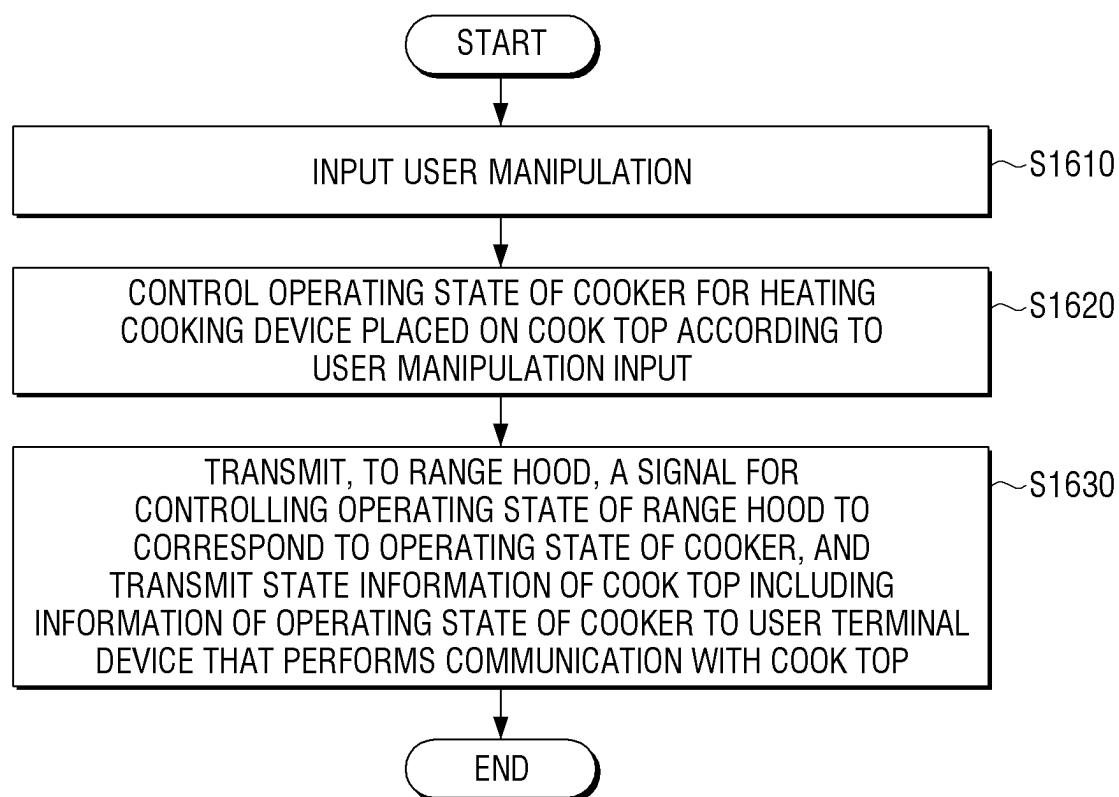 START
INPUT USER MANIPULATION
S1610
CONTROL OPERATING STATE OF COOKER FOR HEATING
COOKING DEVICE PLACED ON COOK TOP ACCORDING TO
USER MANIPULATION INPUT
S1620
TRANSMIT, TO RANGE HOOD, A SIGNAL FOR
CONTROLLING OPERATING STATE OF RANGE HOOD TO
CORRESPOND TO OPERATING STATE OF COOKER, AND
TRANSMIT STATE INFORMATION OF COOK TOP INCLUDING
INFORMATION OF OPERATING STATE OF COOKER TO USER TERMINAL
DEVICE THAT PERFORMS COMMUNICATION WITH COOK TOP.
S1630
END